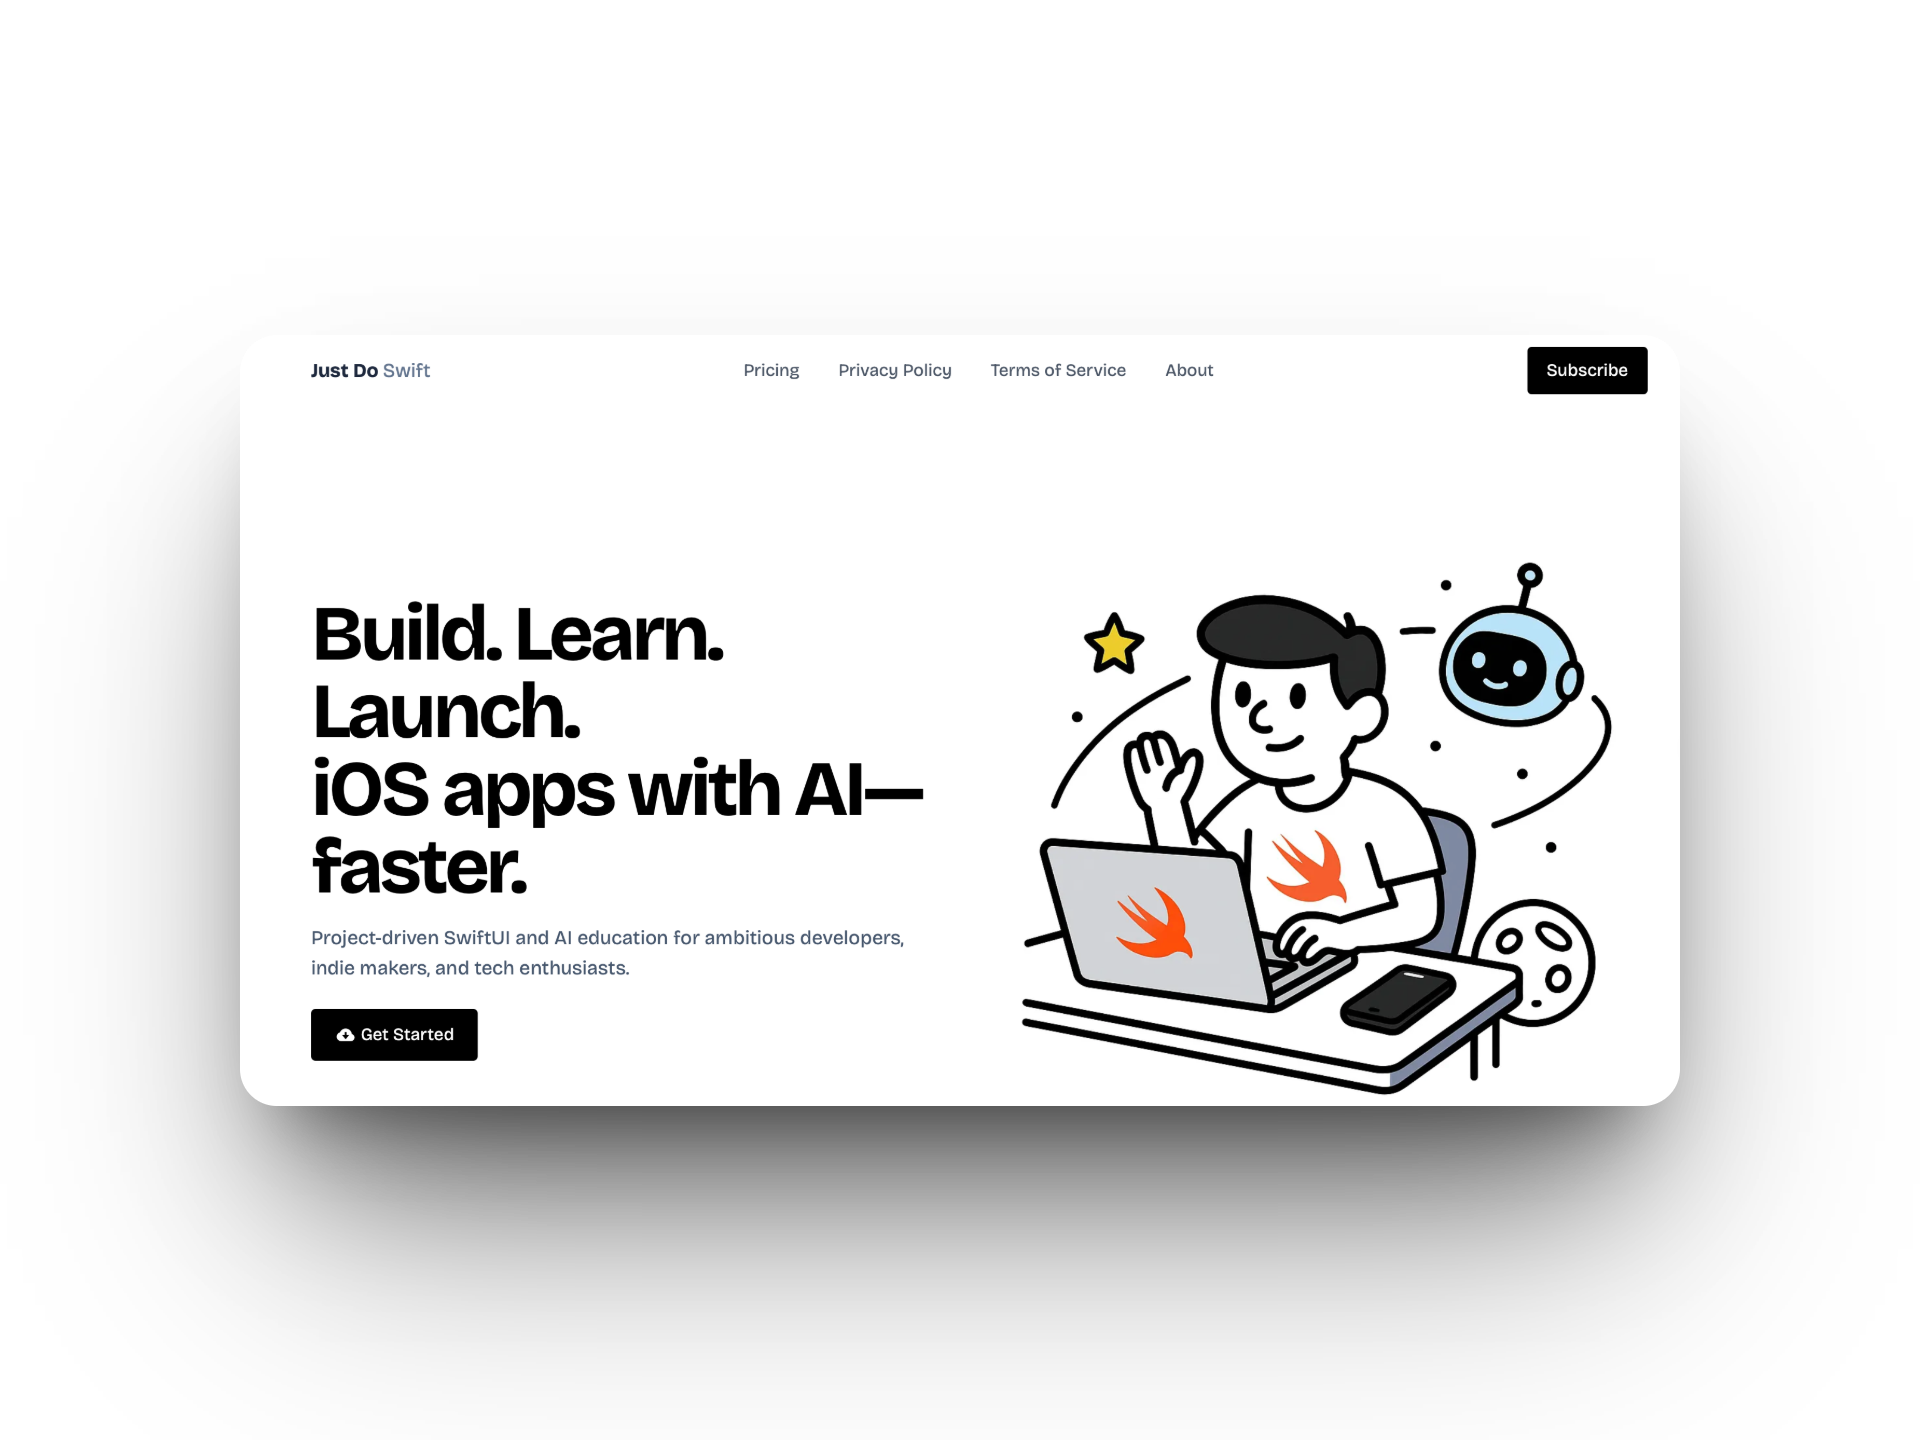 Just Do Swift
Pricing Privacy Policy Terms of Service About
Subscribe
Build. Learn.
Launch.
iOS apps with AI—
faster.
Project-driven SwiftUI and AI education for ambitious developers,
indie makers, and tech enthusiasts.
Get Started